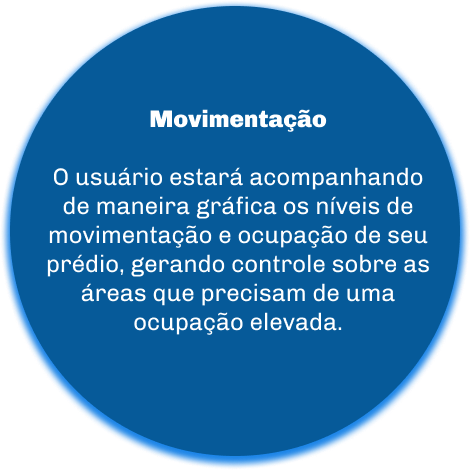 Movimentação
O usuário estará acompanhando
de maneira gráfica os níveis de
movimentação e ocupação de seu
prédio, gerando controle sobre as
áreas que precisam de uma
ocupação elevada.